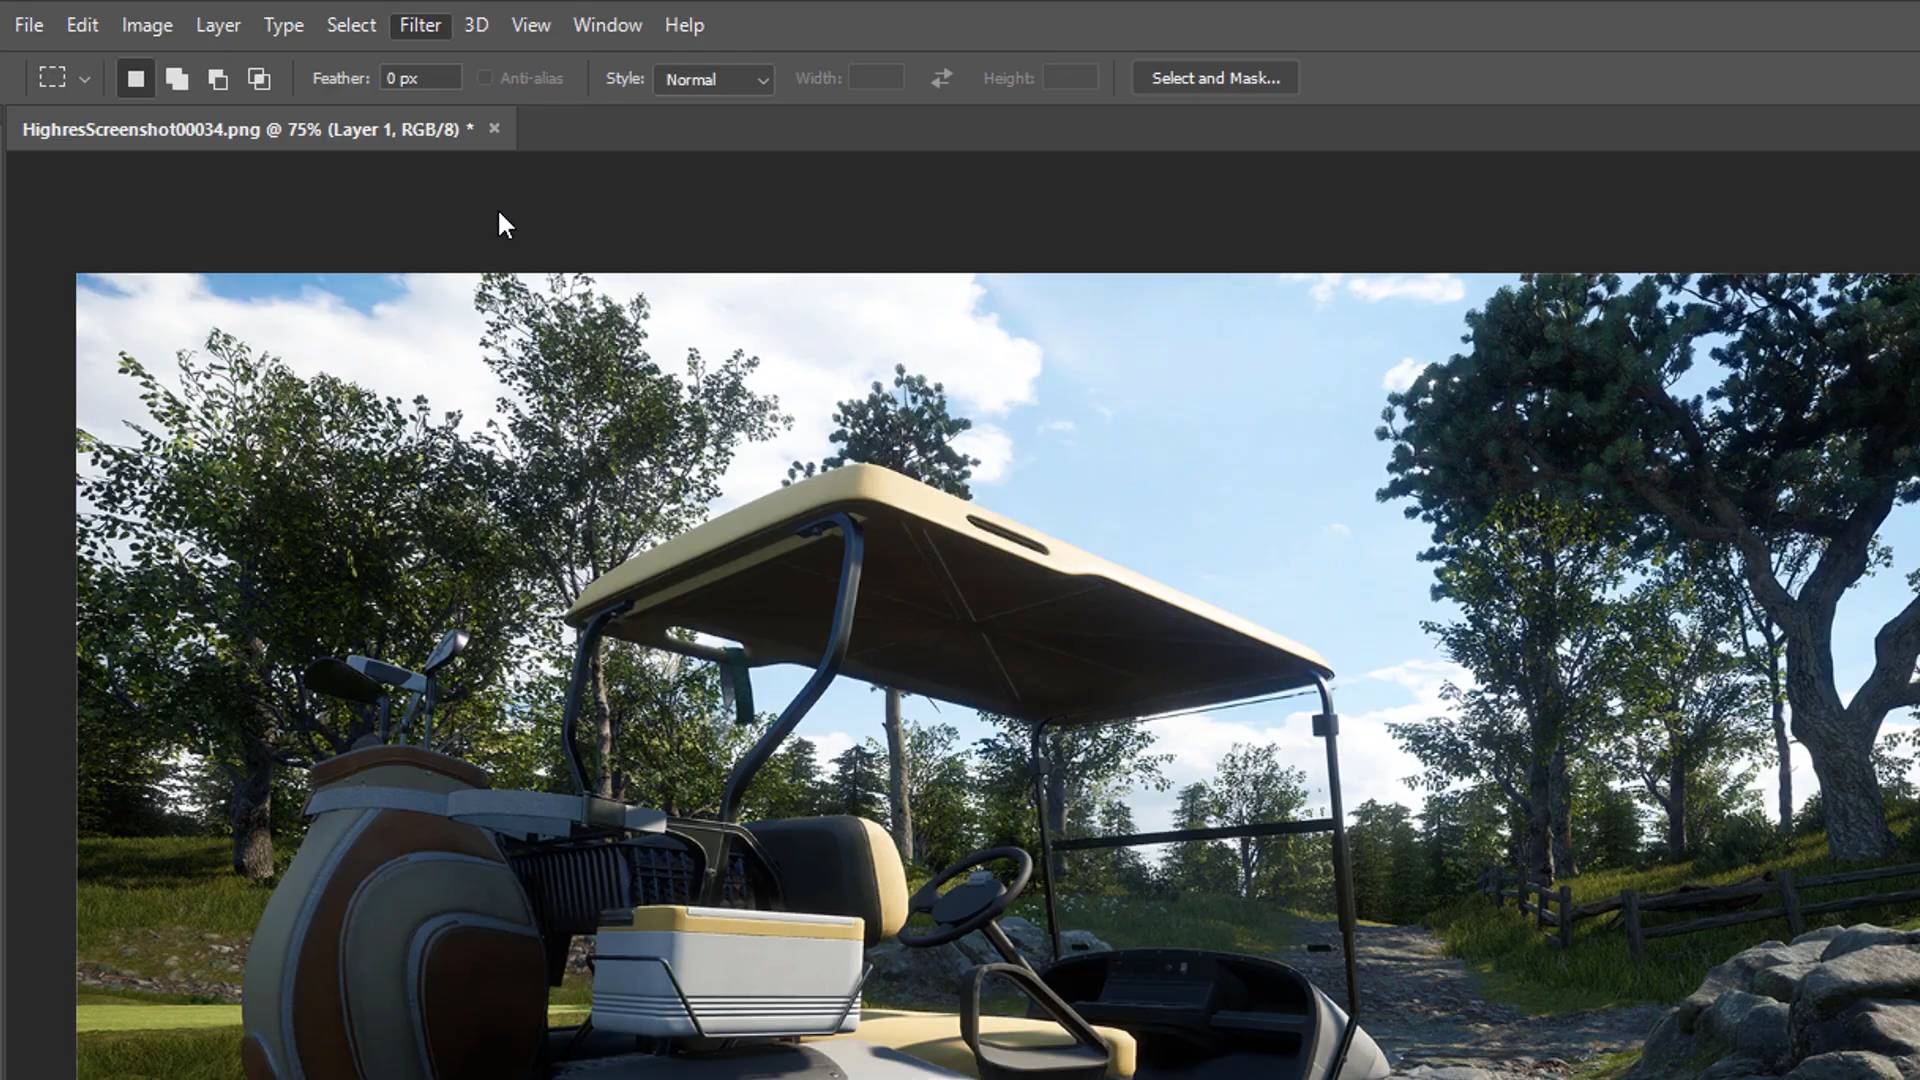 File Edit Image Layer Type Select Filter 3D View Window Help
Feather: 0 px Anti-alias Style: Normal Width: Height: Select and Mask...
HighresScreenshot00034.png @ 75% (Layer 1, RGB/8) * ×